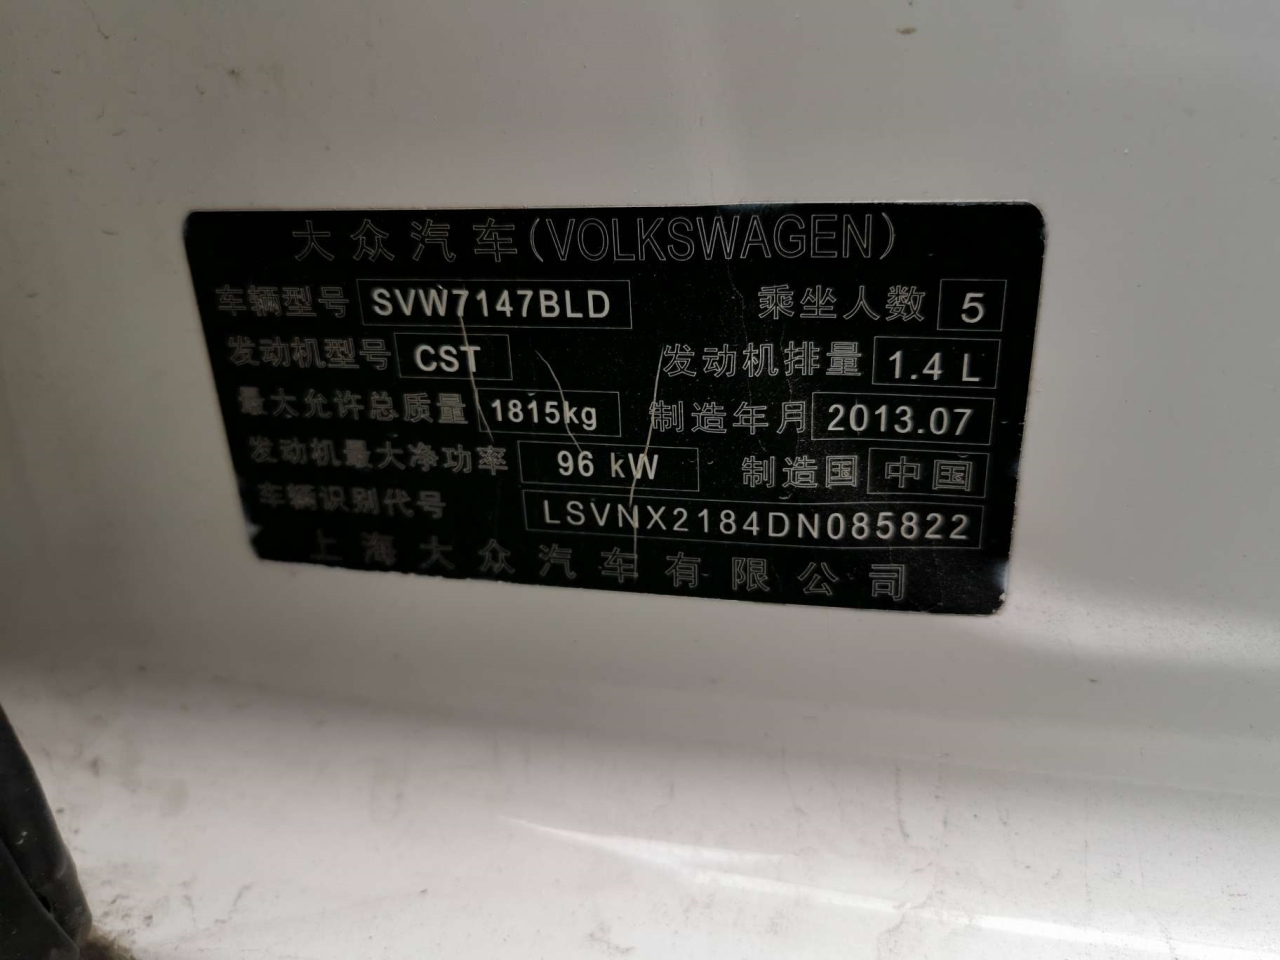 大众汽车(VOLKSWAGEN)
车辆型号 SVW7147BLD 乘坐人数 5
发动机型号 CST 发动机排量 1.4 L
最大允许总质量 1815kg 制造年月 2013.07
发动机最大净功率 96 kW 制造国 中国
车辆识别代号 LSVNX2184DN085822
上海大众汽车有限公司